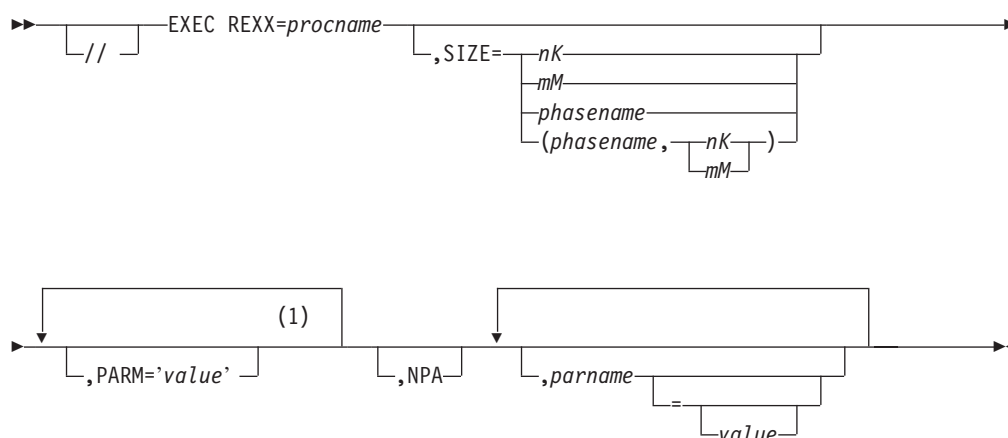 EXEC REXX=procname
//
,SIZE=
nK
mM
phasename
(phasename,
nK
)
mM
(1)
,PARM=’value’
,NPA
,parname
=
value